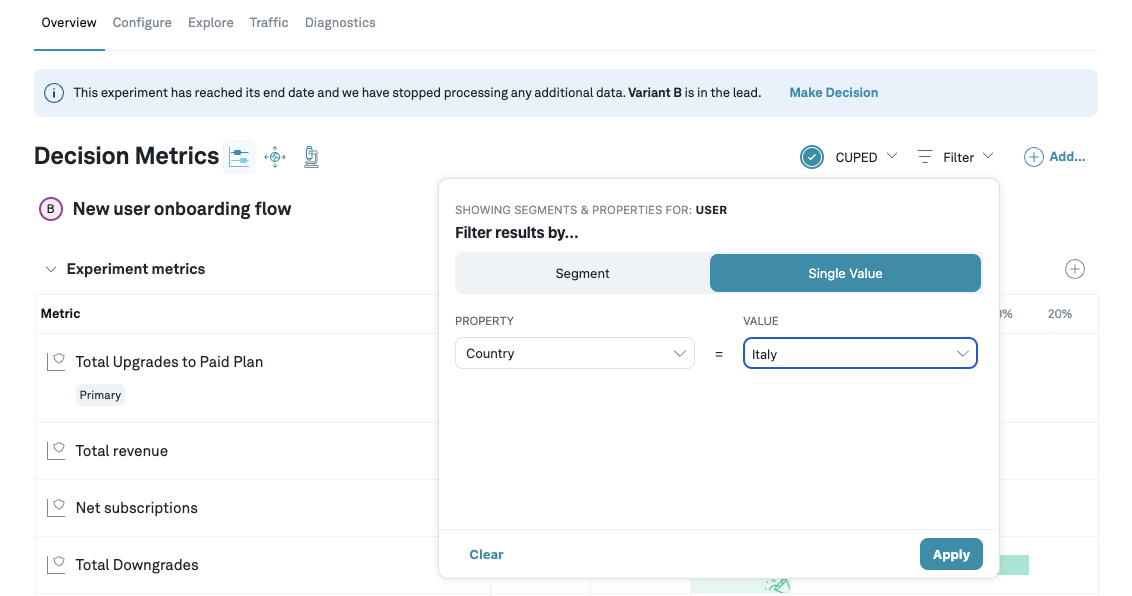 Overview Configure Explore Traffic Diagnostics
This experiment has reached its end date and we have stopped processing any additional data. Variant B is in the lead. Make Decision
Decision Metrics CUPED Filter Add...
B New user onboarding flow
SHOWING SEGMENTS & PROPERTIES FOR: USER
Filter results by...
Segment Single Value
Experiment metrics
PROPERTY VALUE
Metric 20%
Country = Italy
Total Upgrades to Paid Plan
Primary
Total revenue
Net subscriptions
Clear Apply
Total Downgrades